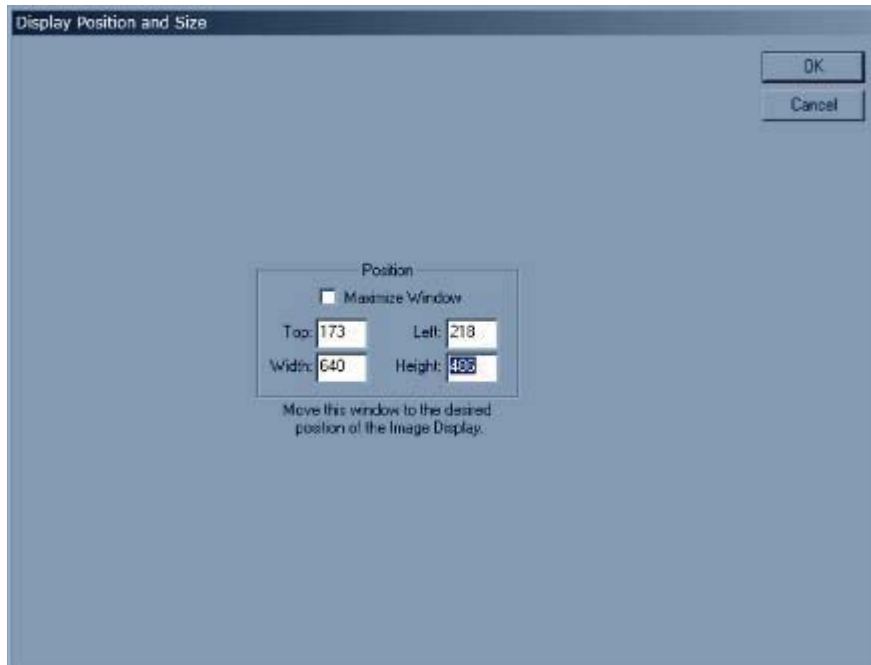 Display Position and Size
OK
Cancel
Position
Maximize Window
Top: 173 Left: 218
Width: 640 Height: 486
Move this window to the desired
position of the Image Display.